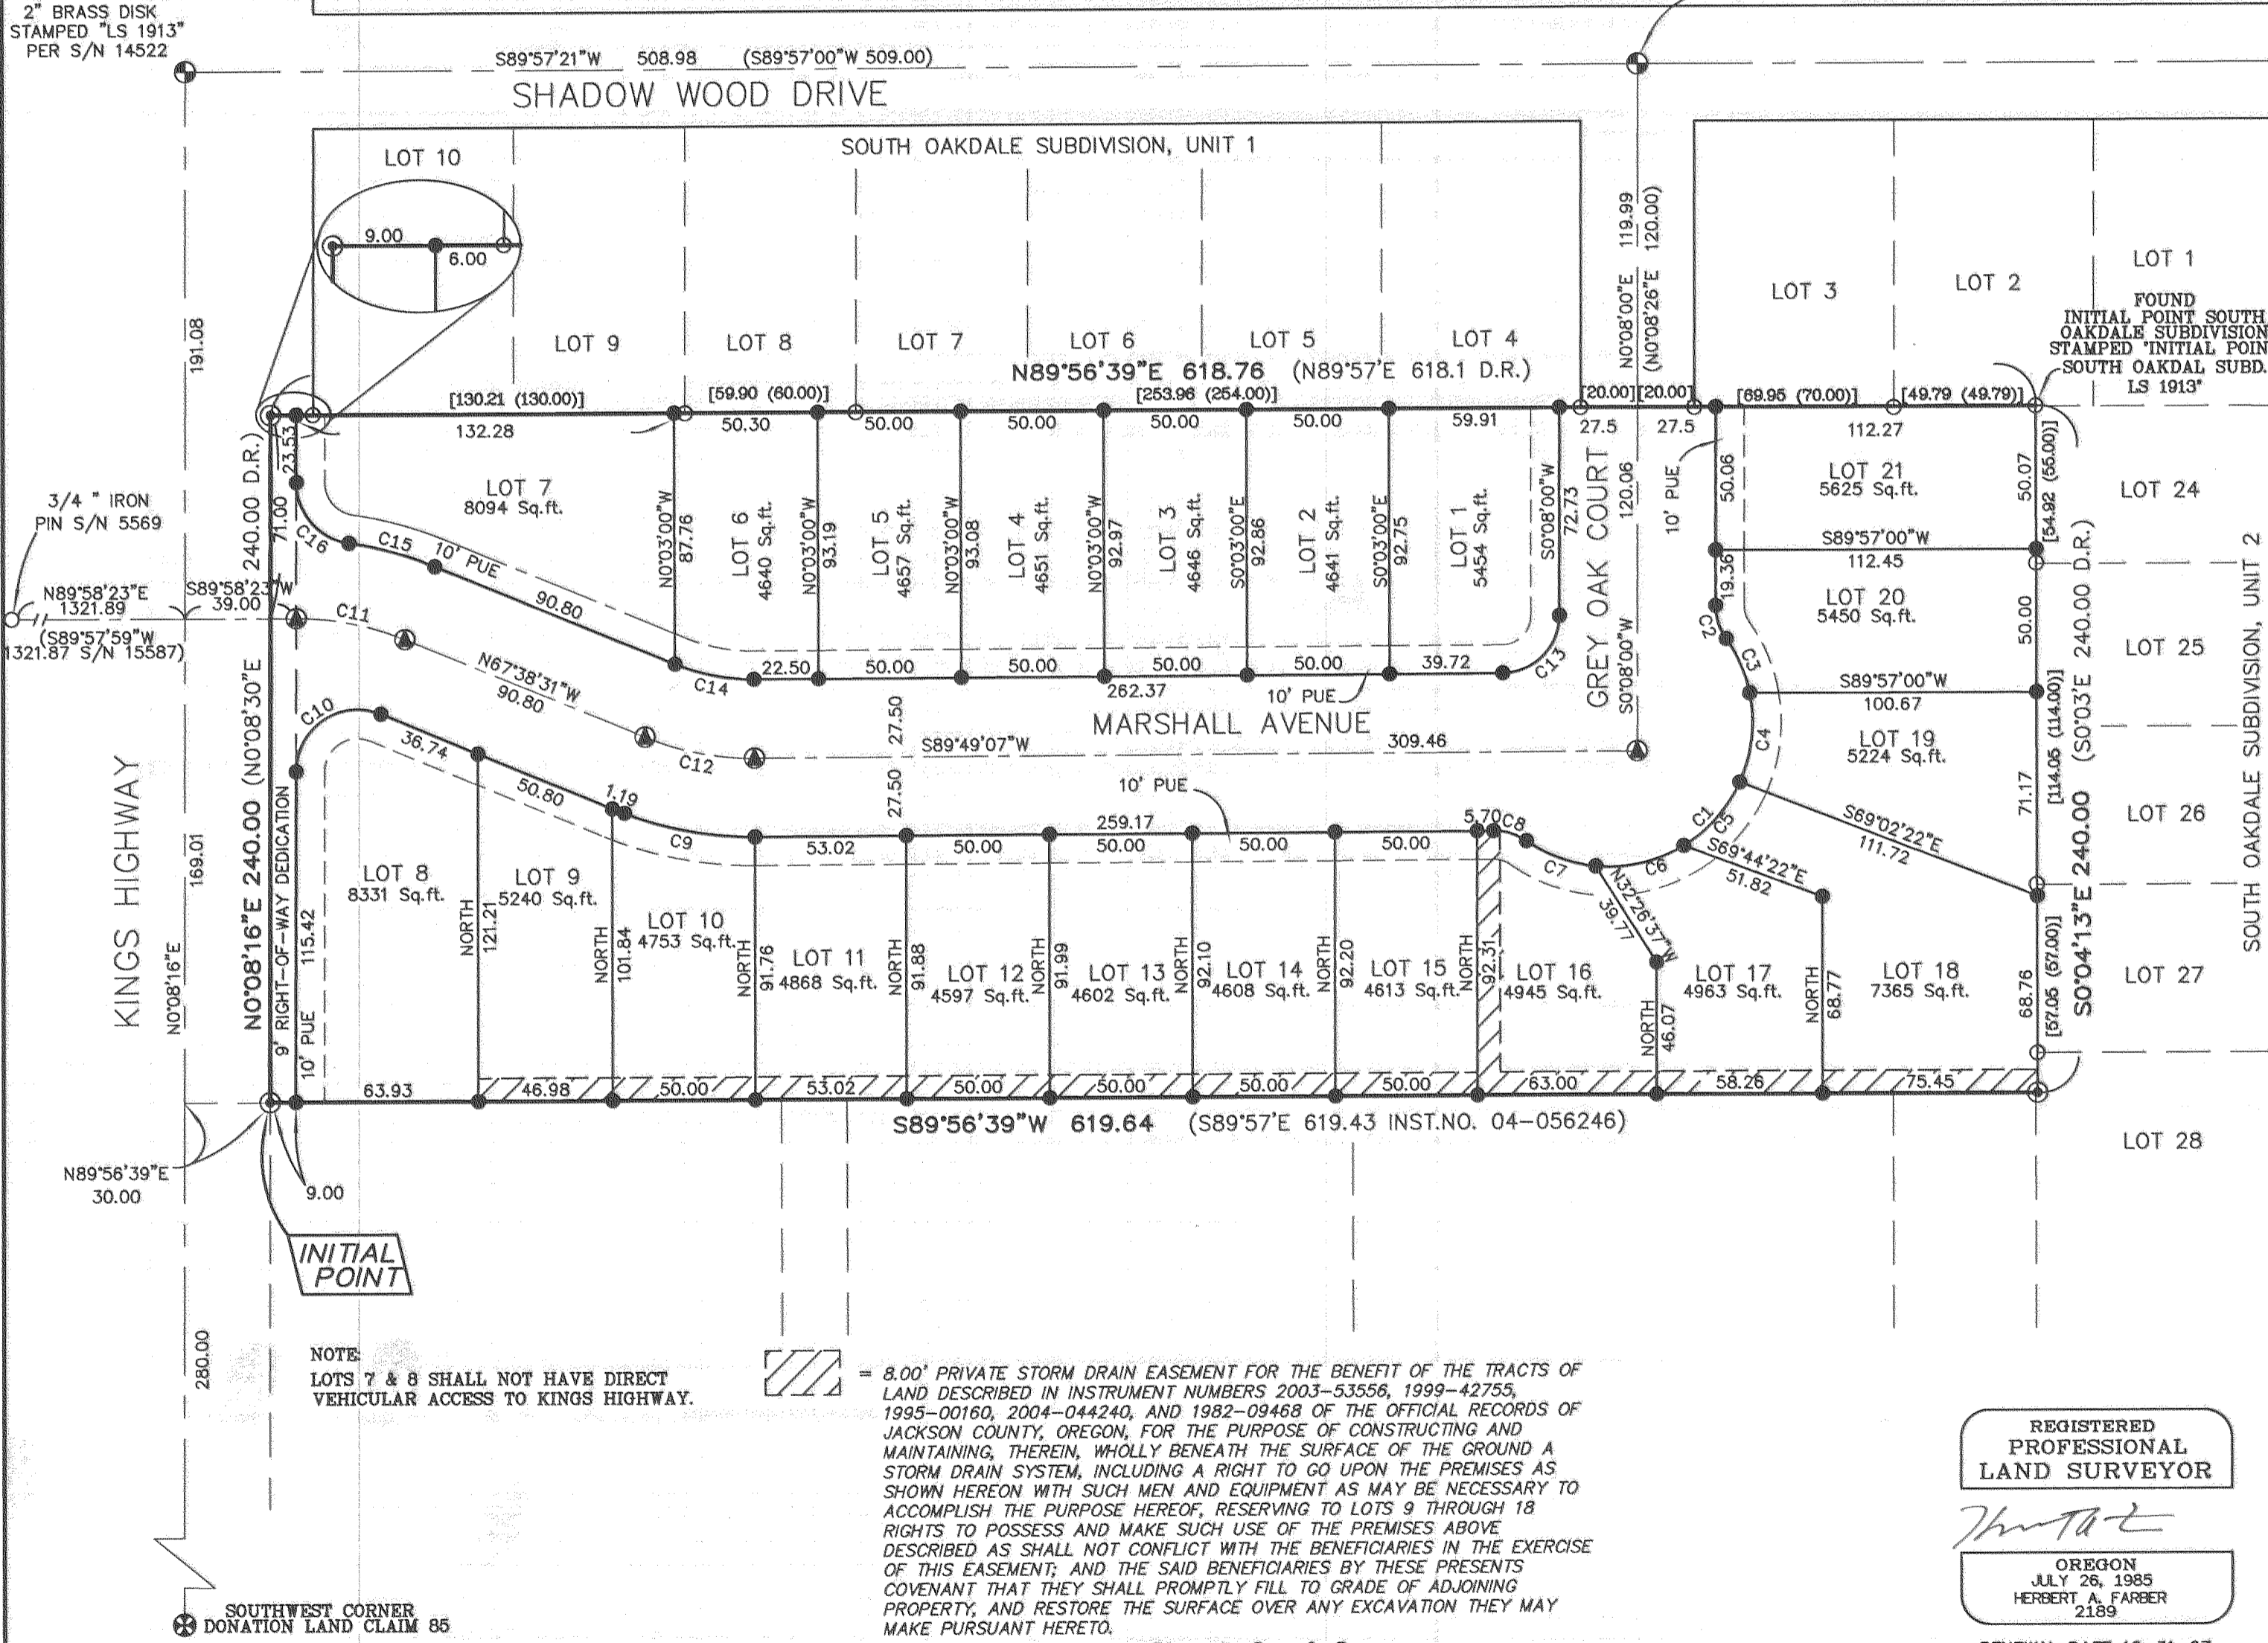 2" BRASS DISK
STAMPED "LS 1913"
PER S/N 14522
S89°57'21"W 508.98 (S89°57'00"W 509.00)
SHADOW WOOD DRIVE
SOUTH OAKDALE SUBDIVISION, UNIT 1
LOT 10
9.00
6.00
LOT 9
LOT 8
LOT 7
LOT 6
LOT 5
LOT 4
LOT 3
LOT 2
LOT 1
N0°08'00"E 119.99
(N0°08'26"E 120.00)
FOUND
INITIAL POINT SOUTH
OAKDALE SUBDIVISION
STAMPED "INITIAL POIN
SOUTH OAKDAL SUBD.
LS 1913"
191.08
N89°56'39"E 618.76 (N89°57'E 618.1 D.R.)
[130.21 (130.00)]
[59.90 (60.00)]
[253.96 (254.00)]
[20.00]
[20.00]
[69.95 (70.00)]
[49.79 (49.79)]
132.28
50.30
50.00
50.00
50.00
50.00
59.91
27.5
27.5
112.27
23.53
71.00
3/4 " IRON
PIN S/N 5569
N89°58'23"E
1321.89
(S89°57'59"W
1321.87 S/N 15587)
S89°58'23"W
39.00
LOT 7
8094 Sq.ft.
C16
C15
10' PUE
90.80
N0°03'00"W
87.76
LOT 6
4640 Sq.ft.
N0°03'00"W
93.19
LOT 5
4657 Sq.ft.
N0°03'00"W
93.08
LOT 4
4651 Sq.ft.
N0°03'00"W
92.97
LOT 3
4646 Sq.ft.
S0°03'00"E
92.86
LOT 2
4641 Sq.ft.
S0°03'00"E
92.75
LOT 1
5454 Sq.ft.
S0°08'00"W
72.73
GREY OAK COURT
S0°08'00"W 120.06
10' PUE
50.06
LOT 21
5625 Sq.ft.
50.07
[54.92 (55.00)]
LOT 24
S89°57'00"W
112.45
19.36
LOT 20
5450 Sq.ft.
50.00
LOT 25
C2
C3
S89°57'00"W
100.67
C4
LOT 19
5224 Sq.ft.
71.17
[114.05 (114.00)]
LOT 26
S69°02'22"E
111.72
S0°04'13"E 240.00 (S0°03'E 240.00 D.R.)
SOUTH OAKDALE SUBDIVISION, UNIT 2
C11
N67°38'31"W
90.80
C12
C14
22.50
50.00
50.00
50.00
50.00
39.72
C13
262.37
10' PUE
MARSHALL AVENUE
27.50
27.50
S89°49'07"W
309.46
C10
36.74
50.80
1.19
C9
10' PUE
259.17
53.02
50.00
50.00
50.00
50.00
5.70
C8
C7
C6
C1
C5
S69°44'22"E
51.82
N32°26'37"W
39.77
KINGS HIGHWAY
169.01
N0°08'16"E
N0°08'16"E 240.00 (N0°08'30"E 240.00 D.R.)
9' RIGHT-OF-WAY DEDICATION
115.42
10' PUE
LOT 8
8331 Sq.ft.
NORTH
121.21
LOT 9
5240 Sq.ft.
NORTH
101.84
LOT 10
4753 Sq.ft.
NORTH
91.76
LOT 11
4868 Sq.ft.
NORTH
91.88
LOT 12
4597 Sq.ft.
NORTH
91.99
LOT 13
4602 Sq.ft.
NORTH
92.10
LOT 14
4608 Sq.ft.
NORTH
92.20
LOT 15
4613 Sq.ft.
NORTH
92.31
LOT 16
4945 Sq.ft.
NORTH
46.07
LOT 17
4963 Sq.ft.
NORTH
68.77
LOT 18
7365 Sq.ft.
68.76
[57.05 (57.00)]
LOT 27
63.93
46.98
50.00
53.02
50.00
50.00
50.00
50.00
63.00
58.26
75.45
S89°56'39"W 619.64 (S89°57'E 619.43 INST.NO. 04-056246)
LOT 28
N89°56'39"E
30.00
9.00
INITIAL
POINT
280.00
NOTE:
LOTS 7 & 8 SHALL NOT HAVE DIRECT
VEHICULAR ACCESS TO KINGS HIGHWAY.
= 8.00' PRIVATE STORM DRAIN EASEMENT FOR THE BENEFIT OF THE TRACTS OF
LAND DESCRIBED IN INSTRUMENT NUMBERS 2003-53556, 1999-42755,
1995-00160, 2004-044240, AND 1982-09468 OF THE OFFICIAL RECORDS OF
JACKSON COUNTY, OREGON, FOR THE PURPOSE OF CONSTRUCTING AND
MAINTAINING, THEREIN, WHOLLY BENEATH THE SURFACE OF THE GROUND A
STORM DRAIN SYSTEM, INCLUDING A RIGHT TO GO UPON THE PREMISES AS
SHOWN HEREON WITH SUCH MEN AND EQUIPMENT AS MAY BE NECESSARY TO
ACCOMPLISH THE PURPOSE HEREOF, RESERVING TO LOTS 9 THROUGH 18
RIGHTS TO POSSESS AND MAKE SUCH USE OF THE PREMISES ABOVE
DESCRIBED AS SHALL NOT CONFLICT WITH THE BENEFICIARIES IN THE EXERCISE
OF THIS EASEMENT; AND THE SAID BENEFICIARIES BY THESE PRESENTS
COVENANT THAT THEY SHALL PROMPTLY FILL TO GRADE OF ADJOINING
PROPERTY, AND RESTORE THE SURFACE OVER ANY EXCAVATION THEY MAY
MAKE PURSUANT HERETO.
SOUTHWEST CORNER
DONATION LAND CLAIM 85
REGISTERED
PROFESSIONAL
LAND SURVEYOR
OREGON
JULY 26, 1985
HERBERT A. FARBER
2189